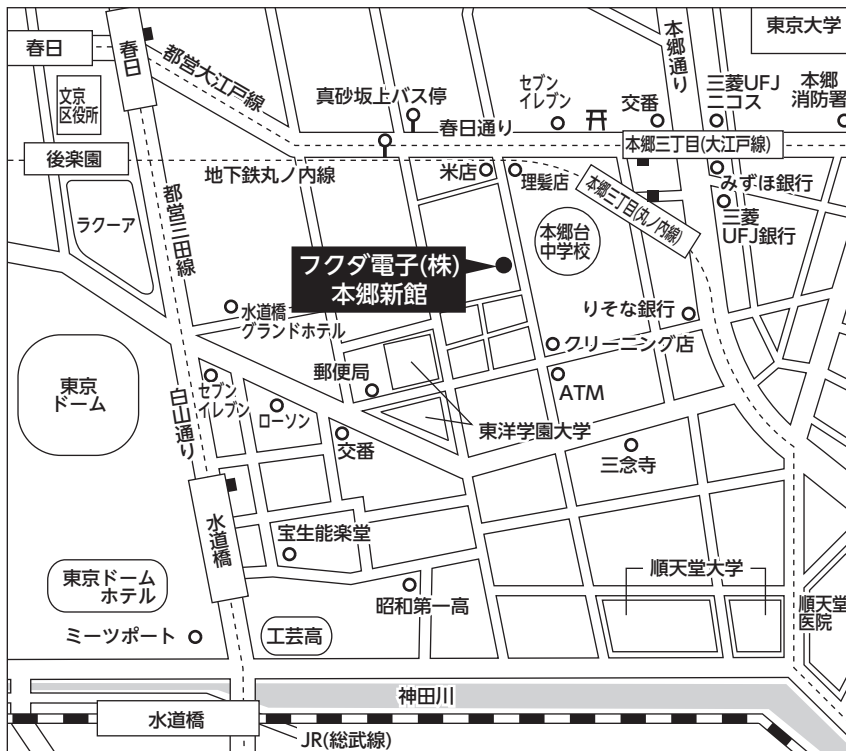 東京大学
春日
春日
都営大江戸線
本郷通り
文京
区役所
真砂坂上バス停
セブン
イレブン
交番
三菱UFJ
ニコス
本郷
消防署
春日通り
本郷三丁目(大江戸線)
後楽園
地下鉄丸ノ内線
米店
理髪店
本郷三丁目(丸ノ内線)
みずほ銀行
三菱
UFJ銀行
ラクーア
都営三田線
本郷台
中学校
フクダ電子(株)
本郷新館
水道橋
グランドホテル
りそな銀行
クリーニング店
東京
ドーム
白山通り
セブン
イレブン
ローソン
郵便局
ATM
交番
東洋学園大学
三念寺
水道橋
宝生能楽堂
東京ドーム
ホテル
昭和第一高
順天堂大学
順天堂
医院
ミーツポート
工芸高
神田川
水道橋
JR(総武線)